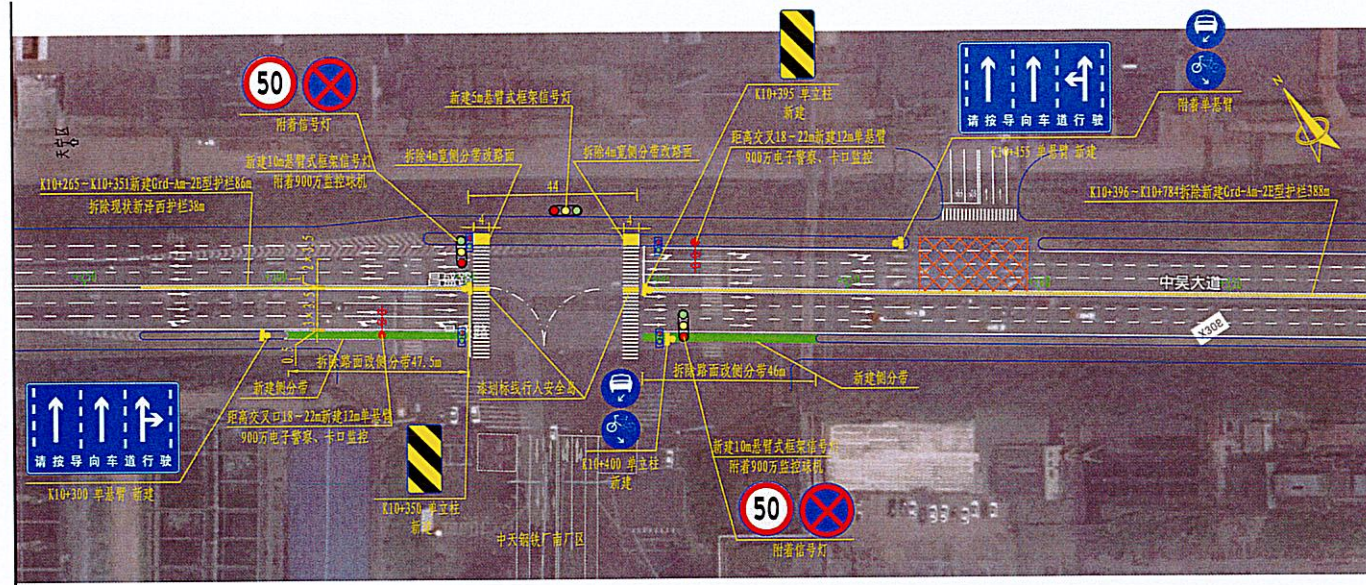 50
附着信号灯
新建5m悬臂式框架信号灯
K10+395 单立柱
新建
请按导向车道行驶
K10+455 单悬臂 新建
附着单悬臂
N
天宁区
新建10m悬臂式框架信号灯
附着900万监控球机
拆除4m宽侧分带改路面
拆除4m宽侧分带改路面
距离交叉18-22m新建12m单悬臂
900万电子警察、卡口监控
K10+265~K10+351新建Grd-Am-2E型护栏86m
拆除现状新泽西护栏38m
K10+396~K10+784拆除新建Grd-Am-2E型护栏388m
44
4
4
昌盛路
中吴大道
X308
0.5
拆除路面改侧分带47.5m
拆除路面改侧分带46m
新建侧分带
新建侧分带
漆划标线行人安全岛
距离交叉口18-22m新建12m单悬臂
900万电子警察、卡口监控
请按导向车道行驶
K10+300 单悬臂 新建
K10+350 单立柱
新建
K10+400 单立柱
新建
新建10m悬臂式框架信号灯
附着900万监控球机
50
附着信号灯
中天钢铁厂南厂区